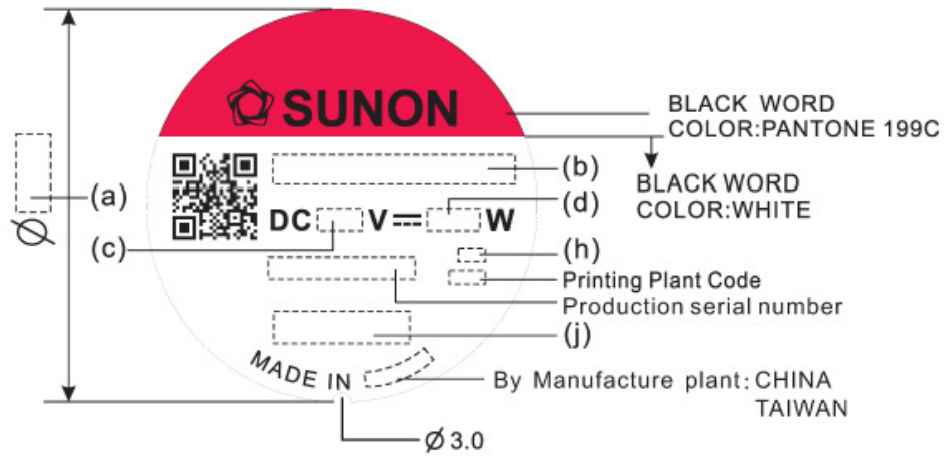 SUNON
BLACK WORD
COLOR:PANTONE 199C
(b)
BLACK WORD
COLOR:WHITE
(a)
Ø
DC V W
(d)
(c)
(h)
Printing Plant Code
Production serial number
(j)
MADE IN
By Manufacture plant: CHINA
TAIWAN
Ø 3.0